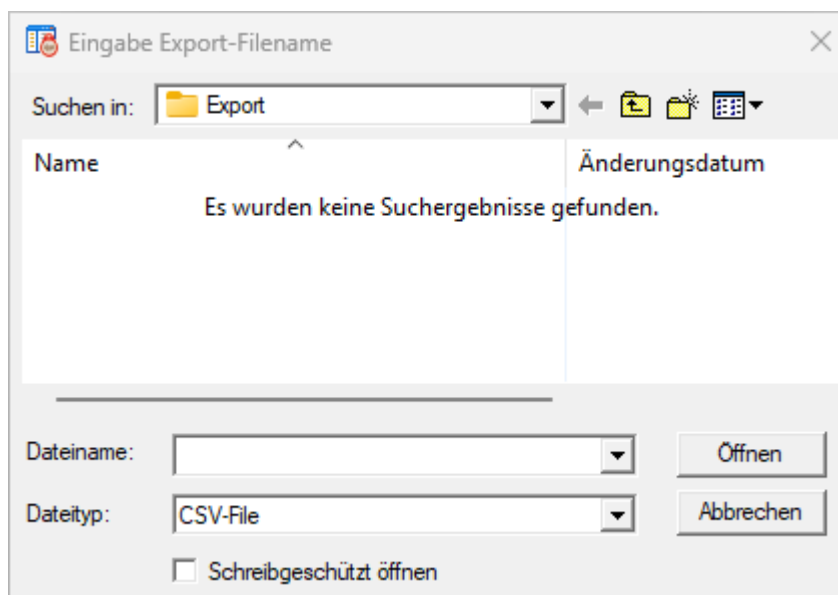 Eingabe Export-Filename
Suchen in: Export
Name Änderungsdatum
Es wurden keine Suchergebnisse gefunden.
Dateiname: Öffnen
Dateityp: CSV-File Abbrechen
Schreibgeschützt öffnen